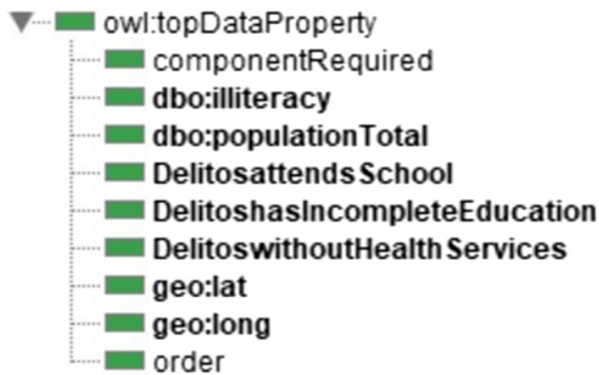 owl:topDataProperty
componentRequired
dbo:illiteracy
dbo:populationTotal
DelitosattendsSchool
DelitoshasIncompleteEducation
DelitoswithoutHealthServices
geo:lat
geo:long
order